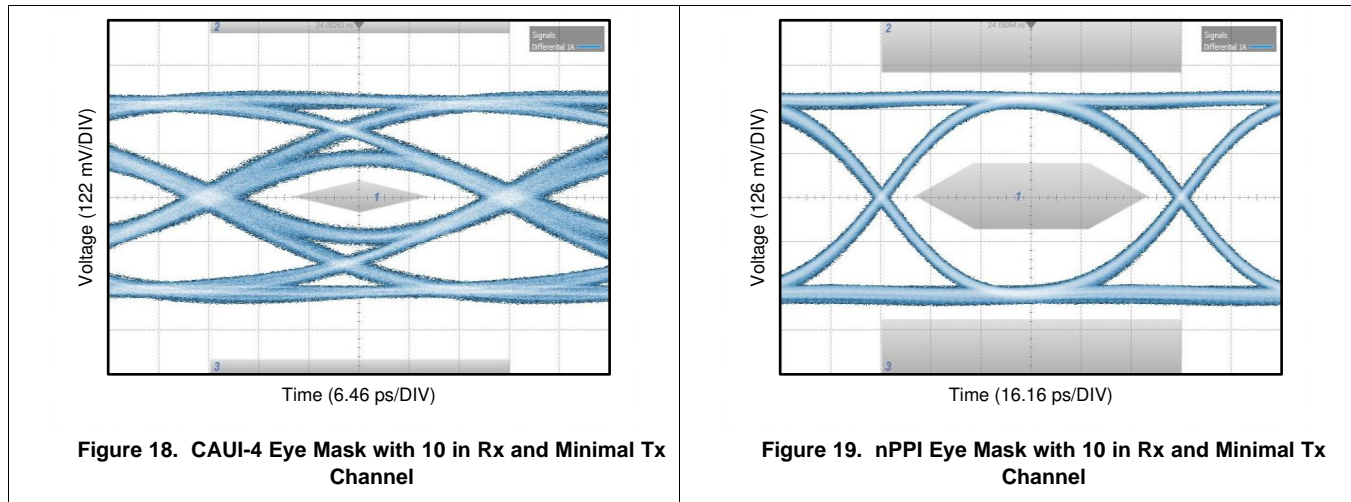 2
24.09263 ns
Signals
Differential 1A
1
3
Voltage (122 mV/DIV)
Time (6.46 ps/DIV)
Figure 18. CAUI-4 Eye Mask with 10 in Rx and Minimal Tx
Channel
2
Signals
Differential 1A
1
3
Voltage (126 mV/DIV)
Time (16.16 ps/DIV)
Figure 19. nPPI Eye Mask with 10 in Rx and Minimal Tx
Channel